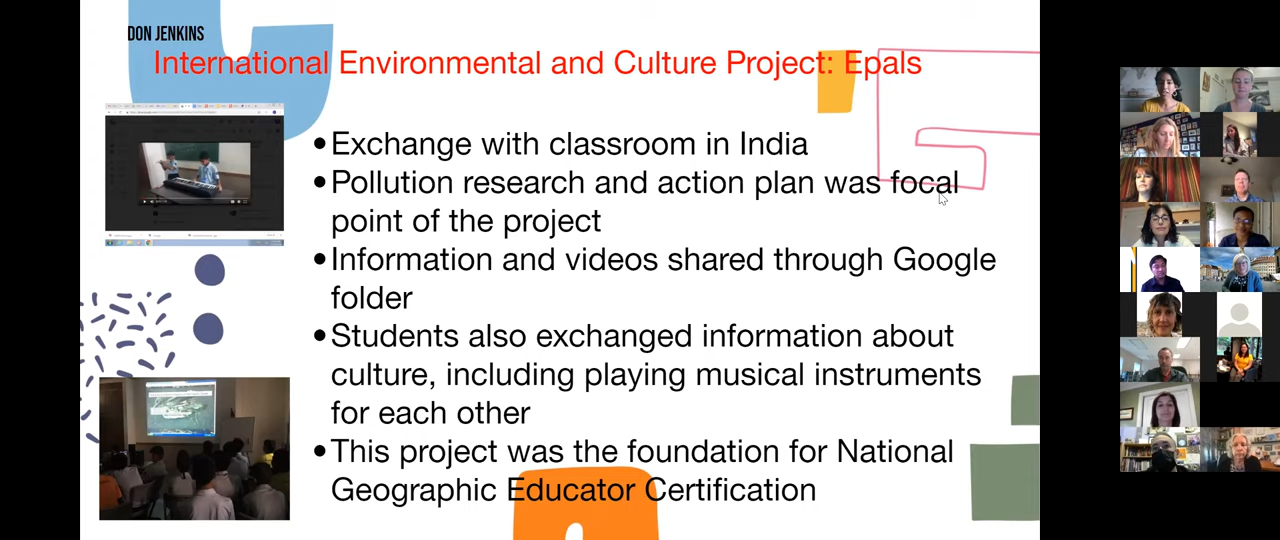 DON JENKINS
International Environmental and Culture Project: Epals
•Exchange with classroom in India
•Pollution research and action plan was focal
point of the project
•Information and videos shared through Google
folder
•Students also exchanged information about
culture, including playing musical instruments
for each other
•This project was the foundation for National
Geographic Educator Certification